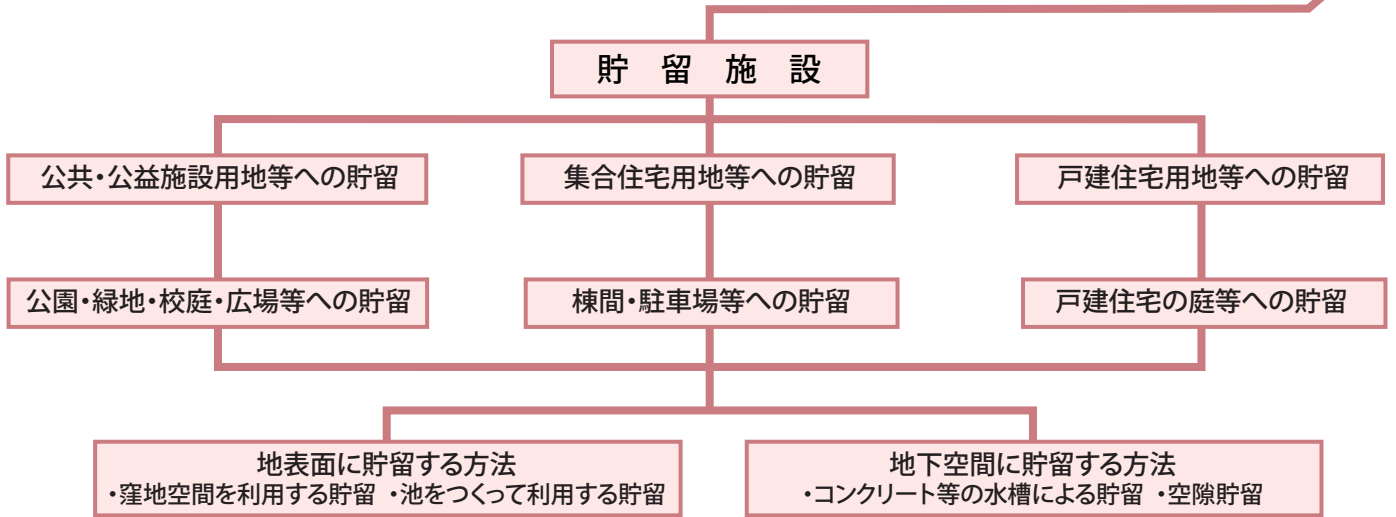 貯 留 施 設
公共・公益施設用地等への貯留
集合住宅用地等への貯留
戸建住宅用地等への貯留
公園・緑地・校庭・広場等への貯留
棟間・駐車場等への貯留
戸建住宅の庭等への貯留
地表面に貯留する方法
・窪地空間を利用する貯留 ・池をつくって利用する貯留
地下空間に貯留する方法
・コンクリート等の水槽による貯留 ・空隙貯留